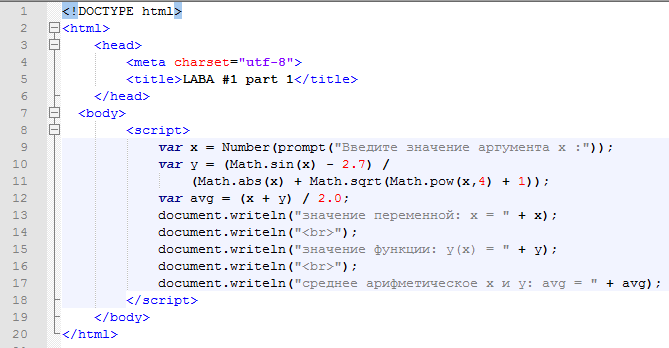 1 <!DOCTYPE html>
2 <html>
3 <head>
4 <meta charset="utf-8">
5 <title>LABA #1 part 1</title>
6 </head>
7 <body>
8 <script>
9 var x = Number(prompt("Введите значение аргумента x :"));
10 var y = (Math.sin(x) - 2.7) /
11 (Math.abs(x) + Math.sqrt(Math.pow(x,4) + 1));
12 var avg = (x + y) / 2.0;
13 document.writeln("значение переменной: x = " + x);
14 document.writeln("<br>");
15 document.writeln("значение функции: y(x) = " + y);
16 document.writeln("<br>");
17 document.writeln("среднее арифметическое x и y: avg = " + avg);
18 </script>
19 </body>
20 </html>